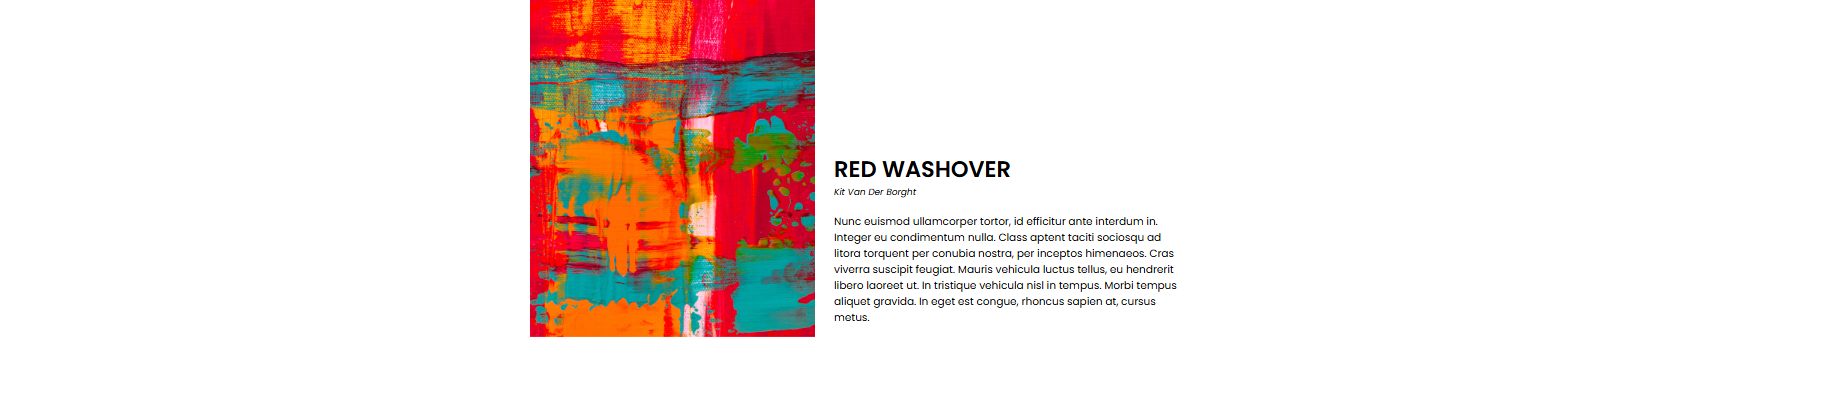 RED WASHOVER
Kit Van Der Borght
Nunc euismod ullamcorper tortor, id efficitur ante interdum in.
Integer eu condimentum nulla. Class aptent taciti sociosqu ad
litora torquent per conubia nostra, per inceptos himenaeos. Cras
viverra suscipit feugiat. Mauris vehicula luctus tellus, eu hendrerit
libero laoreet ut. In tristique vehicula nisl in tempus. Morbi tempus
aliquet gravida. In eget est congue, rhoncus sapien at, cursus
metus.